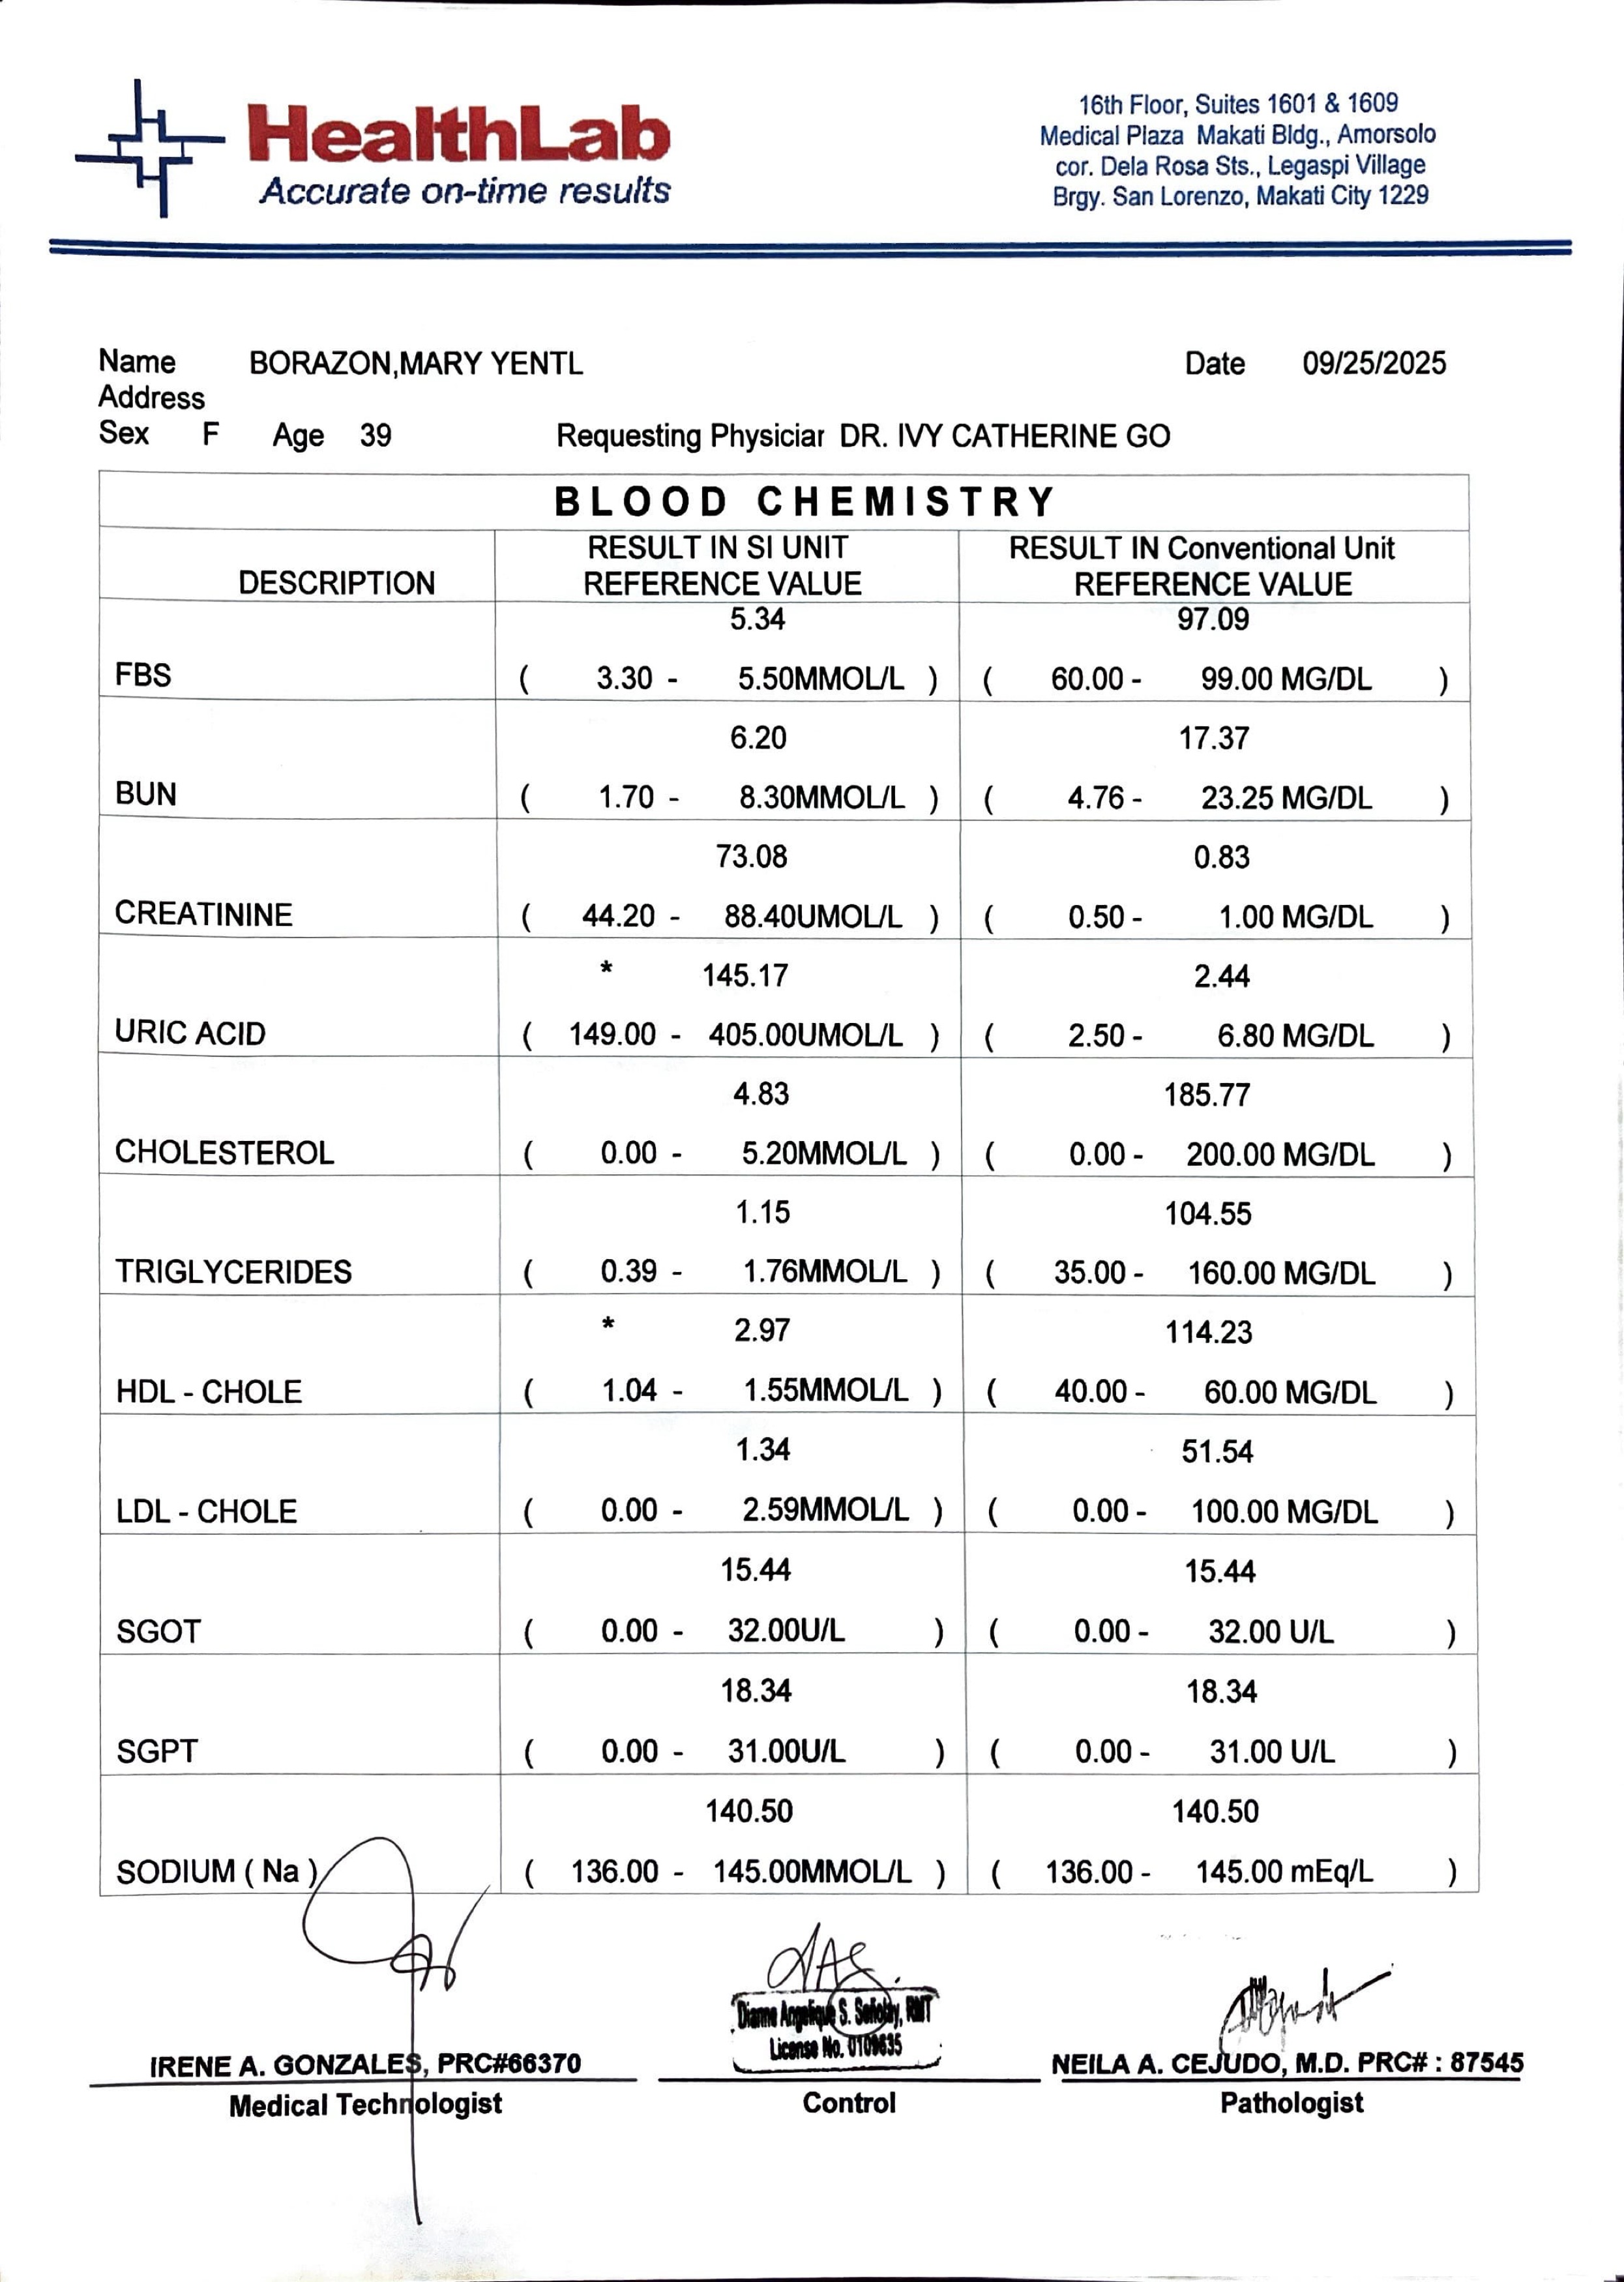 HealthLab
Accurate on-time results
16th Floor, Suites 1601 & 1609
Medical Plaza Makati Bldg., Amorsolo
cor. Dela Rosa Sts., Legaspi Village
Brgy. San Lorenzo, Makati City 1229
Name BORAZON,MARY YENTL Date 09/25/2025
Address
Sex F Age 39 Requesting Physiciar DR. IVY CATHERINE GO
BLOOD CHEMISTRY
DESCRIPTION
RESULT IN SI UNIT
REFERENCE VALUE
RESULT IN Conventional Unit
REFERENCE VALUE
5.34 97.09
FBS ( 3.30 - 5.50MMOL/L ) ( 60.00 - 99.00 MG/DL )
6.20 17.37
BUN ( 1.70 - 8.30MMOL/L ) ( 4.76 - 23.25 MG/DL )
73.08 0.83
CREATININE ( 44.20 - 88.40UMOL/L ) ( 0.50 - 1.00 MG/DL )
* 145.17 2.44
URIC ACID ( 149.00 - 405.00UMOL/L ) ( 2.50 - 6.80 MG/DL )
4.83 185.77
CHOLESTEROL ( 0.00 - 5.20MMOL/L ) ( 0.00 - 200.00 MG/DL )
1.15 104.55
TRIGLYCERIDES ( 0.39 - 1.76MMOL/L ) ( 35.00 - 160.00 MG/DL )
* 2.97 114.23
HDL - CHOLE ( 1.04 - 1.55MMOL/L ) ( 40.00 - 60.00 MG/DL )
1.34 51.54
LDL - CHOLE ( 0.00 - 2.59MMOL/L ) ( 0.00 - 100.00 MG/DL )
15.44 15.44
SGOT ( 0.00 - 32.00U/L ) ( 0.00 - 32.00 U/L )
18.34 18.34
SGPT ( 0.00 - 31.00U/L ) ( 0.00 - 31.00 U/L )
140.50 140.50
SODIUM ( Na ) ( 136.00 - 145.00MMOL/L ) ( 136.00 - 145.00 mEq/L )
Dianne Angelique S. RMT
License No. 0109635
IRENE A. GONZALES, PRC#66370
Medical Technologist
Control
NEILA A. CEJUDO, M.D. PRC# : 87545
Pathologist